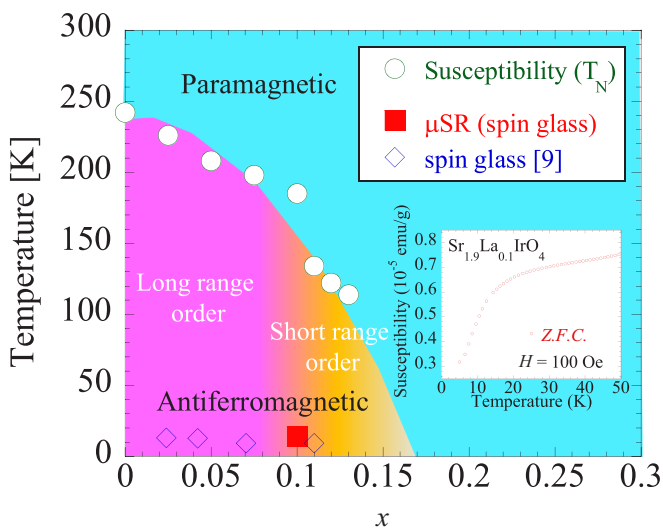 300
250
200
150
100
50
0
Temperature [K]
Paramagnetic
Susceptibility (T_N)
μSR (spin glass)
spin glass [9]
Long range
order
Short range
order
Antiferromagnetic
0.8
0.7
0.6
0.5
0.4
0.3
Susceptibility (10^-5 emu/g)
Sr_1.9La_0.1IrO_4
Z.F.C.
H = 100 Oe
0 10 20 30 40 50
Temperature (K)
0 0.05 0.1 0.15 0.2 0.25 0.3
x